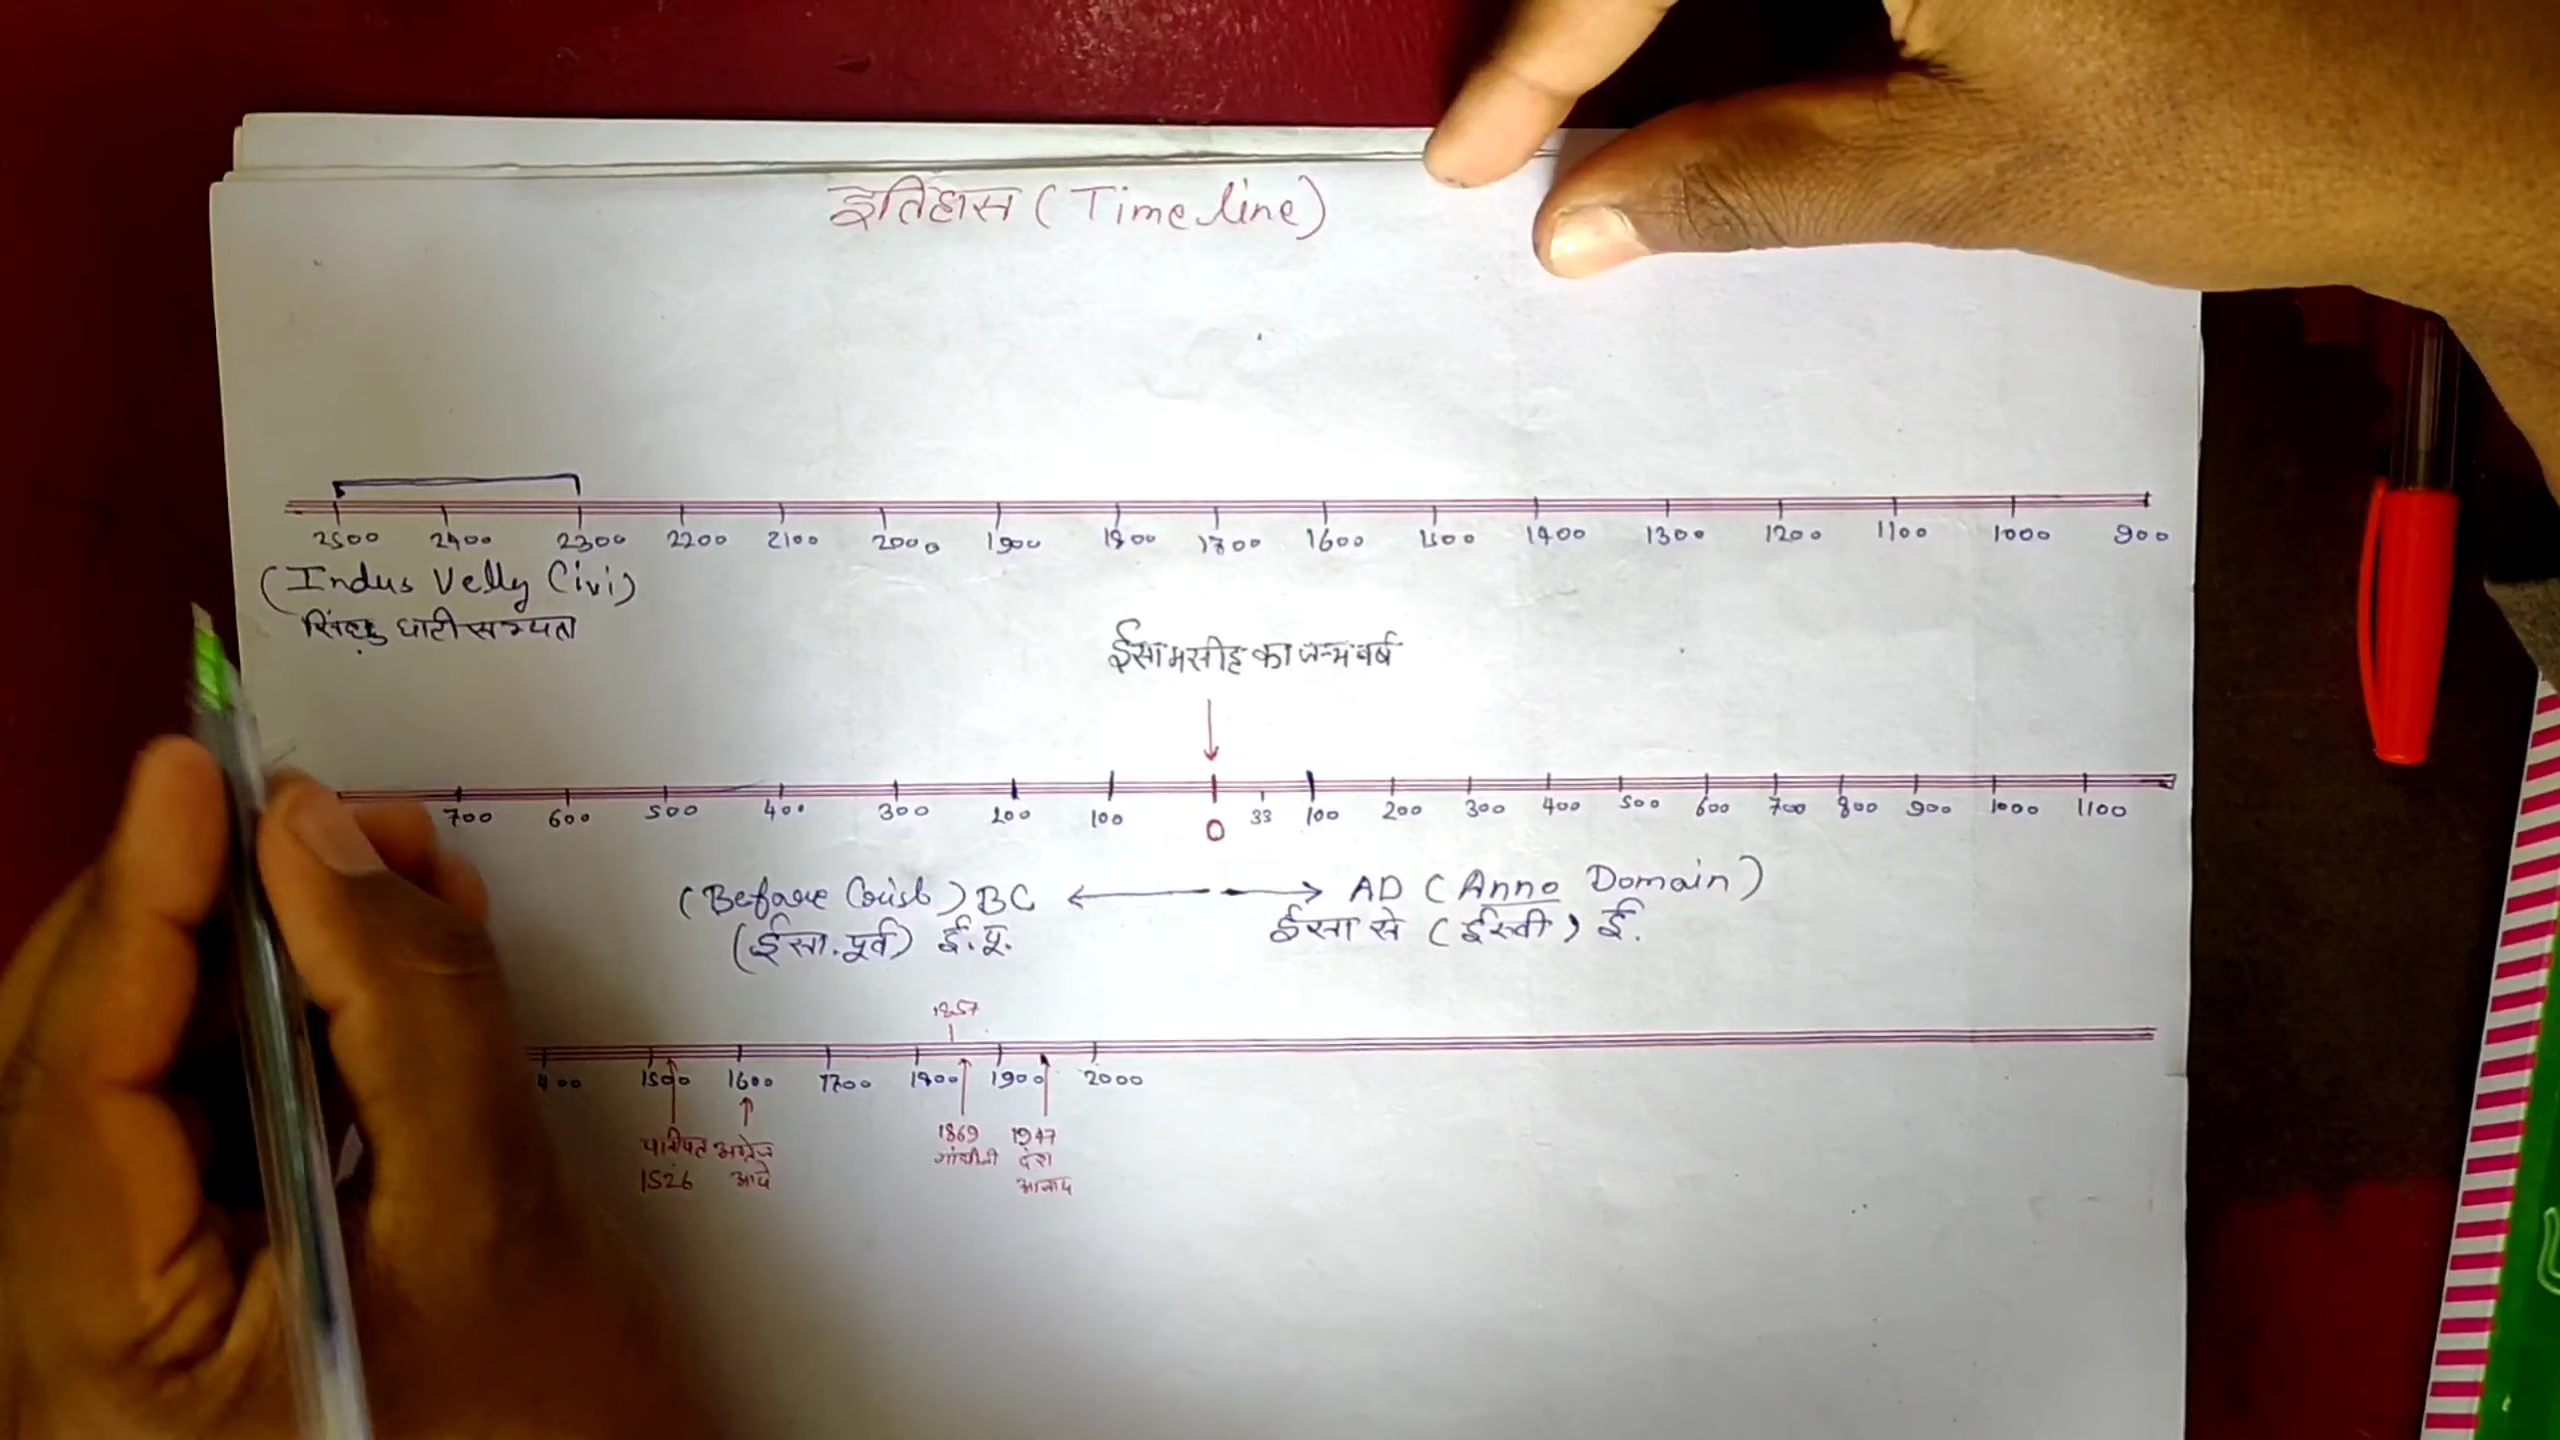 इतिहास (Time line)
2500 2400 2300 2200 2100 2000 1900 1800 1700 1600 1500 1400 1300 1200 1100 1000 900
(Indus Velly Civi)
सिंधु घाटी सभ्यता
ईसा मसीह का जन्म वर्ष
700 600 500 400 300 200 100 0 33 100 200 300 400 500 600 700 800 900 1000 1100
BC AD (Anno Domain)
(ईसा.पूर्व) ई.पू. ईसा से (ईस्वी) ई.
1857
400 1500 1600 1700 1800 1900 2000
अंग्रेज 1869 1947
1526 आये गांधीजी देश
आजाद